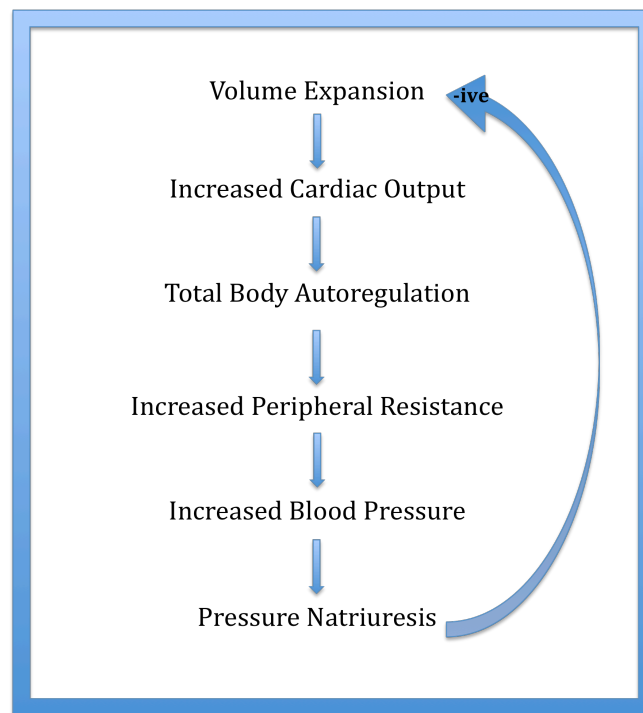 Volume Expansion
-ive
Increased Cardiac Output
Total Body Autoregulation
Increased Peripheral Resistance
Increased Blood Pressure
Pressure Natriuresis